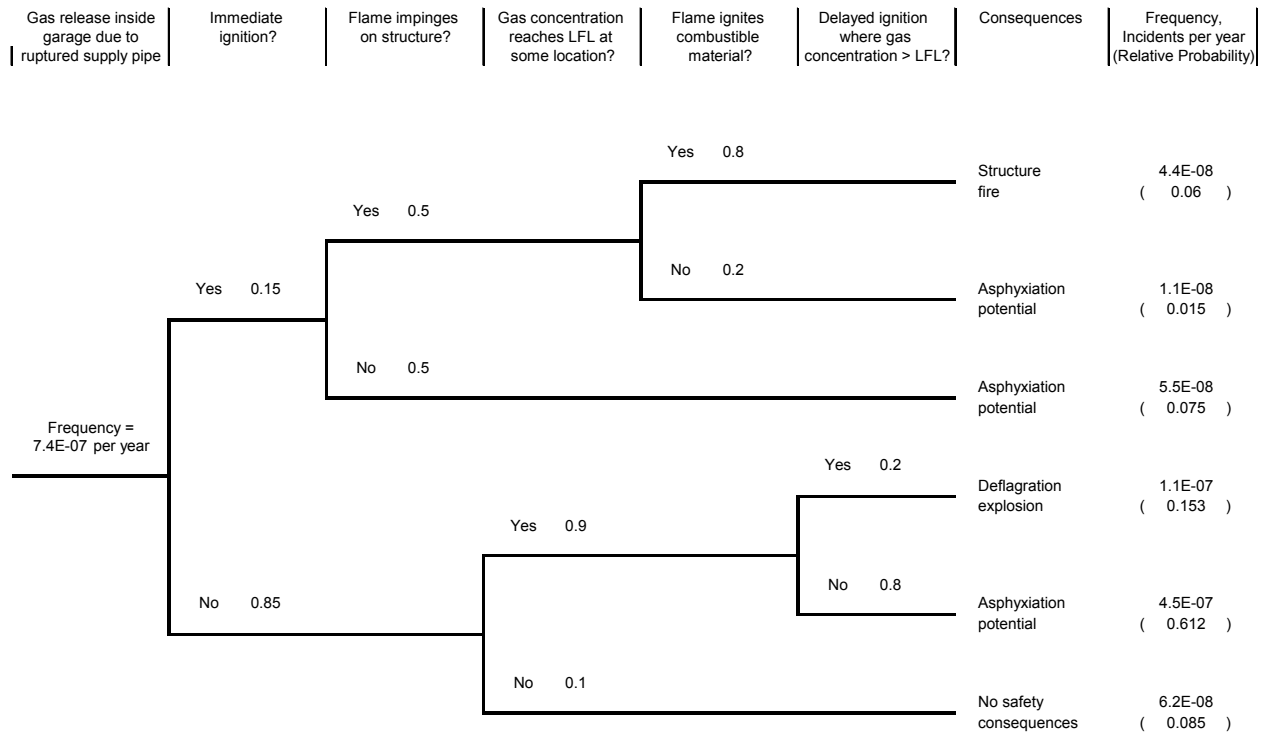 Gas release inside
garage due to
ruptured supply pipe
Immediate
ignition?
Flame impinges
on structure?
Gas concentration
reaches LFL at
some location?
Flame ignites
combustible
material?
Delayed ignition
where gas
concentration > LFL?
Consequences
Frequency,
Incidents per year
(Relative Probability)
Yes 0.8
Structure
fire
4.4E-08
( 0.06 )
Yes 0.5
No 0.2
Asphyxiation
potential
1.1E-08
( 0.015 )
Yes 0.15
No 0.5
Asphyxiation
potential
5.5E-08
( 0.075 )
Frequency =
7.4E-07 per year
Yes 0.2
Deflagration
explosion
1.1E-07
( 0.153 )
Yes 0.9
No 0.8
Asphyxiation
potential
4.5E-07
( 0.612 )
No 0.85
No 0.1
No safety
consequences
6.2E-08
( 0.085 )